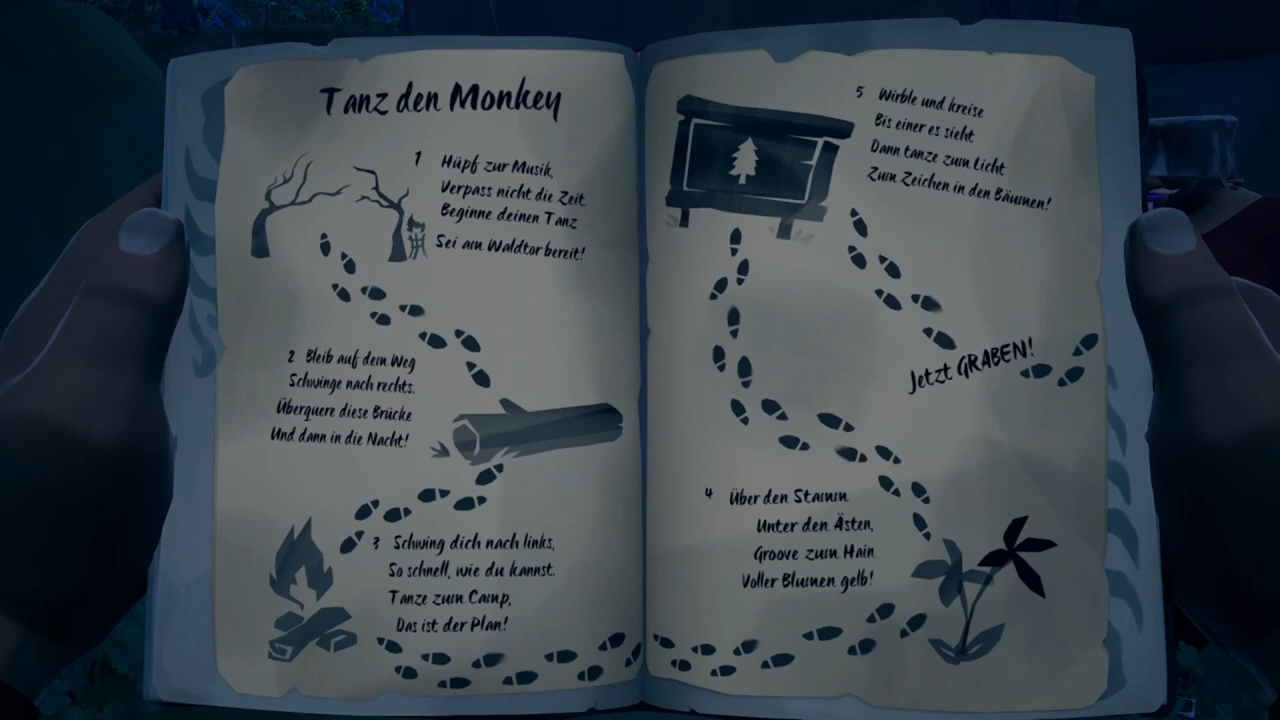 Tanz den Monkey
1 Hüpf zur Musik,
Verpass nicht die Zeit.
Beginne deinen Tanz
Sei am Waldtor bereit!
2 Bleib auf dem Weg
Schwinge nach rechts.
Überquere diese Brücke
Und dann in die Nacht!
3 Schwing dich nach links,
So schnell, wie du kannst.
Tanze zum Camp,
Das ist der Plan!
4 Über den Stamm
Unter den Ästen,
Groove zum Hain
Voller Blumen gelb!
5 Wirble und kreise
Bis einer es sieht
Dann tanze zum Licht
Zum Zeichen in den Bäumen!
Jetzt GRABEN!